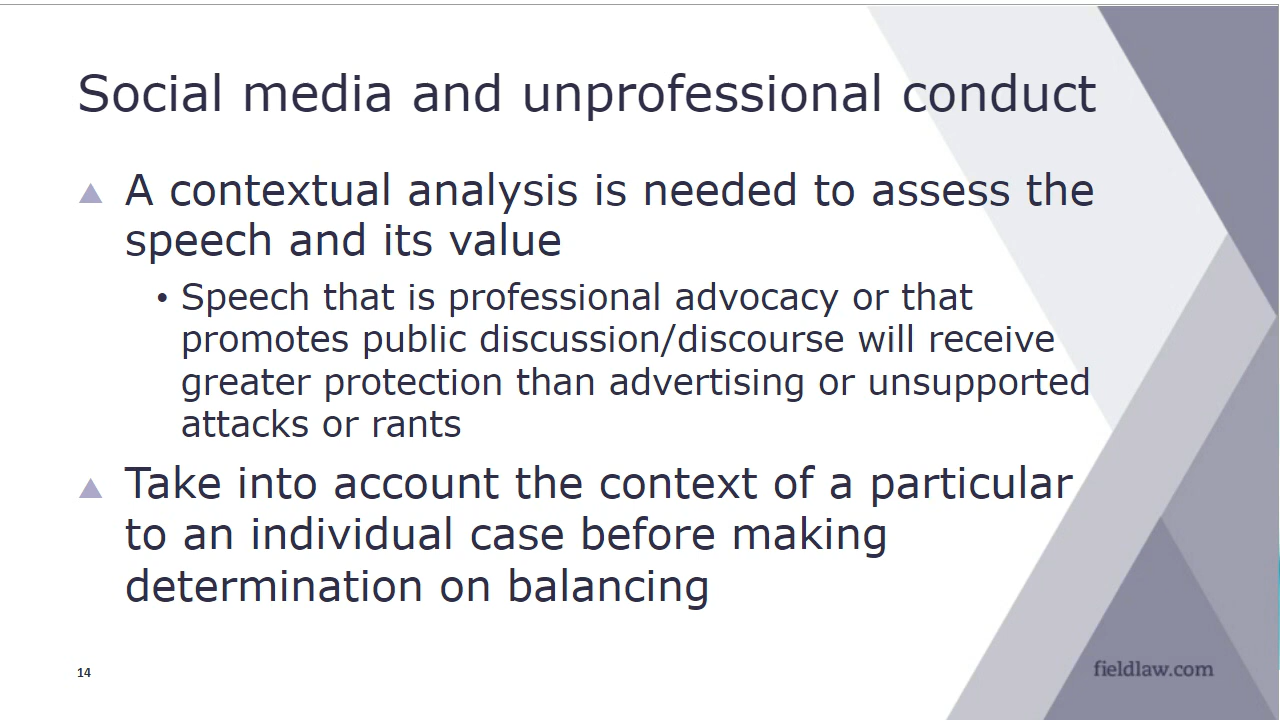 Social media and unprofessional conduct
A contextual analysis is needed to assess the
speech and its value
• Speech that is professional advocacy or that
promotes public discussion/discourse will receive
greater protection than advertising or unsupported
attacks or rants
Take into account the context of a particular
to an individual case before making
determination on balancing
14
fieldlaw.com